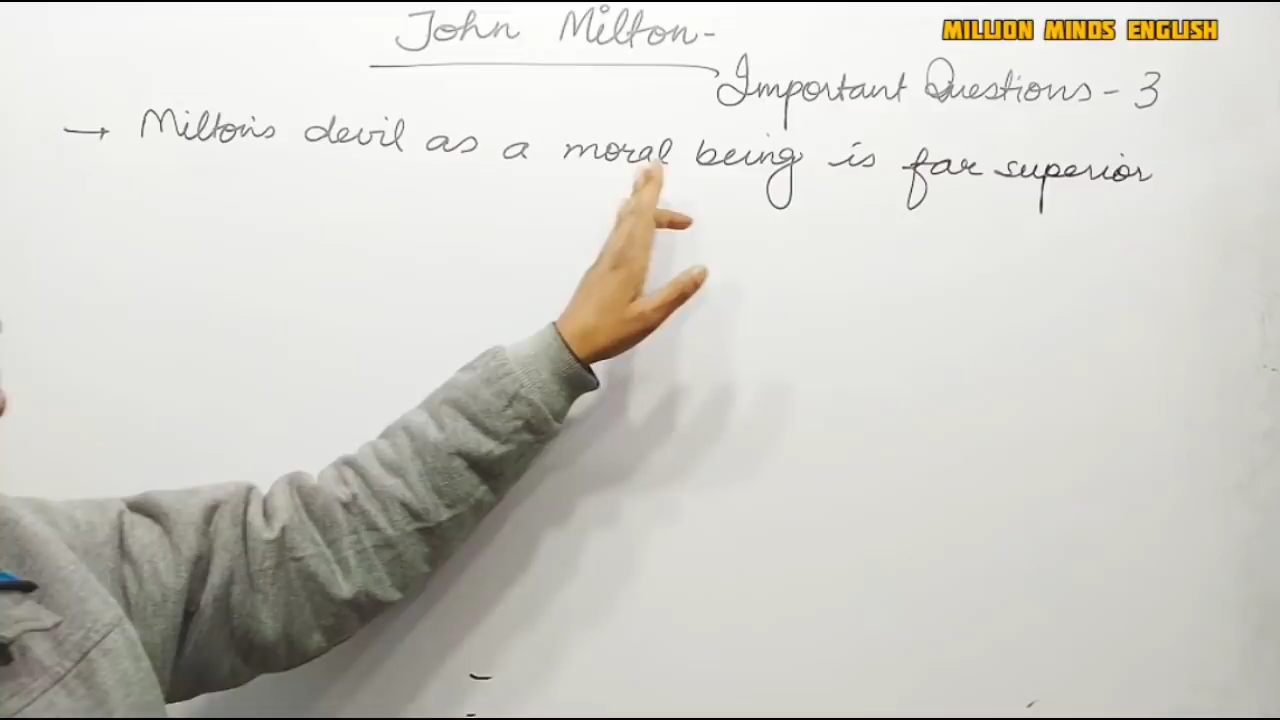 John Milton-
MILLION MINDS ENGLISH
Important Questions - 3
→ Milton's devil as a moral being is far superior